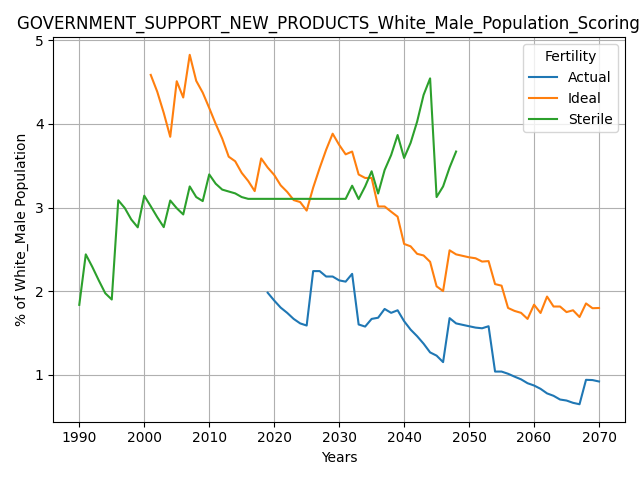 GOVERNMENT_SUPPORT_NEW_PRODUCTS_White_Male_Population_Scoring
Fertility
Actual
Ideal
Sterile
% of White_Male Population
5
4
3
2
1
1990 2000 2010 2020 2030 2040 2050 2060 2070
Years